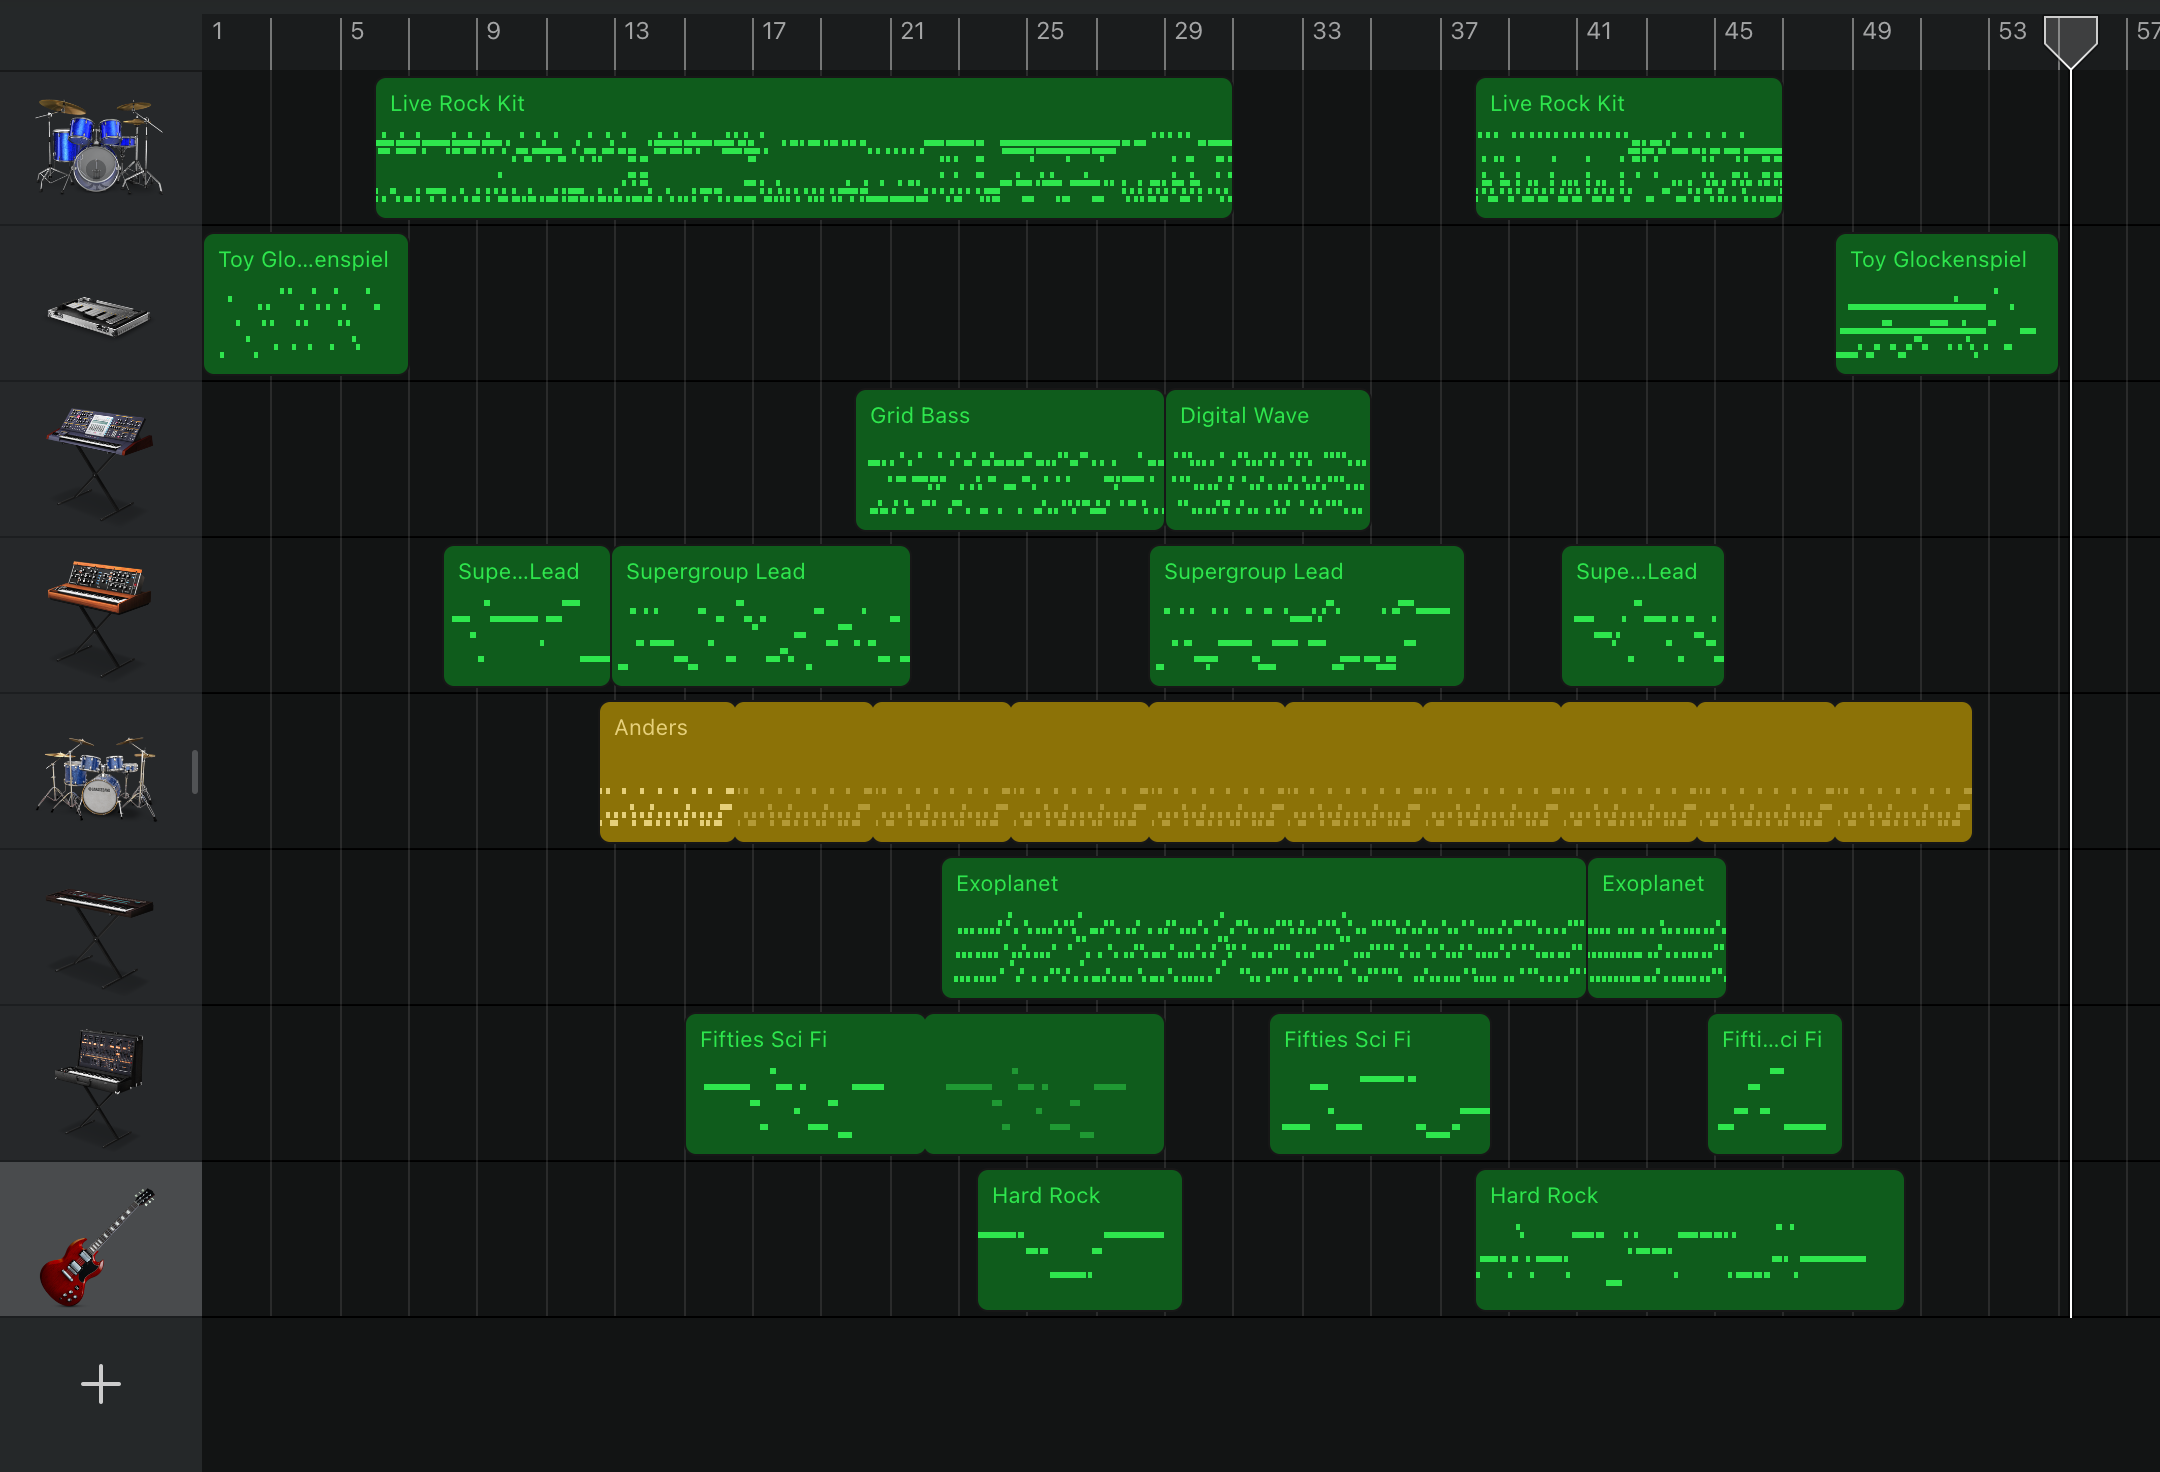 1 5 9 13 17 21 25 29 33 37 41 45 49 53 57
Live Rock Kit Live Rock Kit
Toy Glo...enspiel Toy Glockenspiel
Grid Bass Digital Wave
Supe...Lead Supergroup Lead Supergroup Lead Supe...Lead
Anders
Exoplanet Exoplanet
Fifties Sci Fi Fifties Sci Fi Fifti...ci Fi
Hard Rock Hard Rock